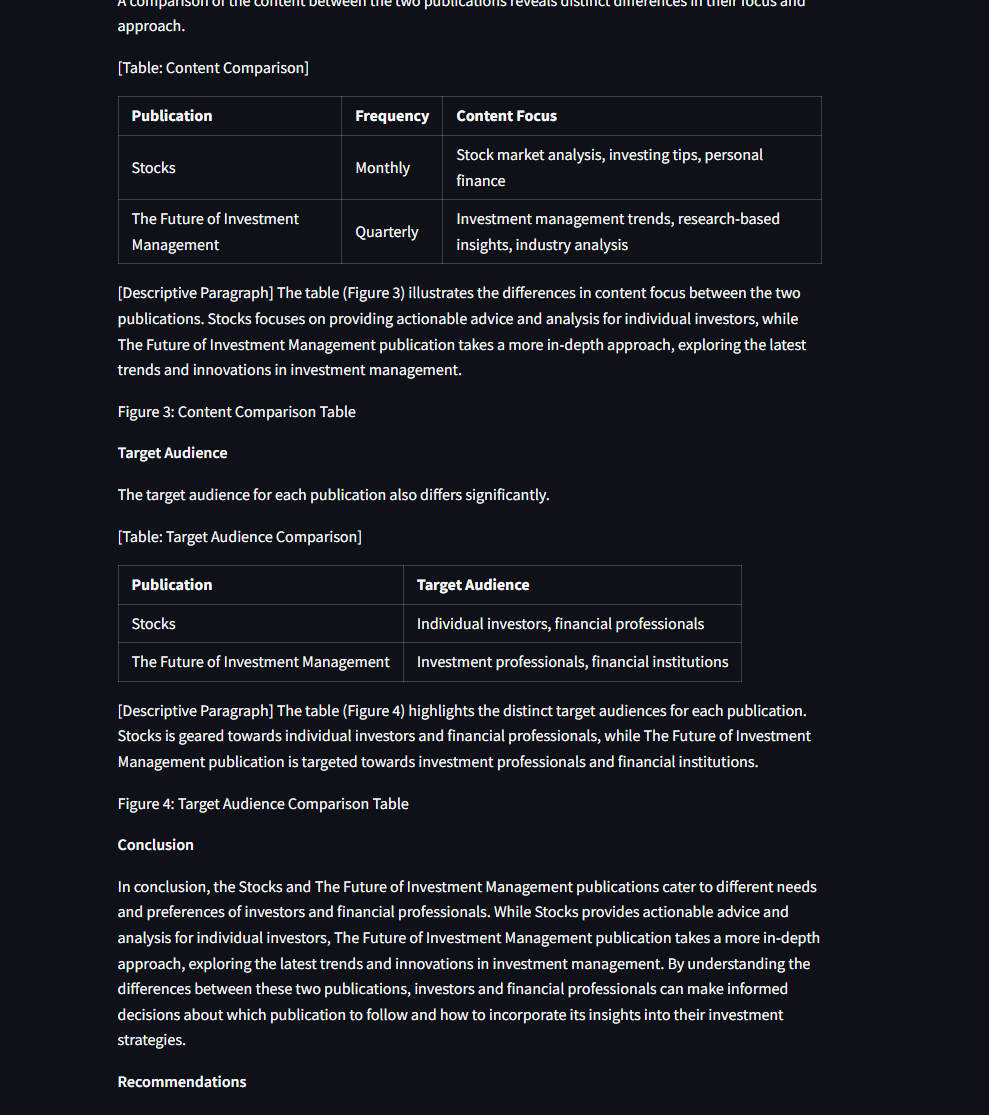 A comparison of the content between the two publications reveals distinct differences in their focus and
approach.
[Table: Content Comparison]
Publication Frequency Content Focus
Stocks Monthly Stock market analysis, investing tips, personal
finance
The Future of Investment
Management Quarterly Investment management trends, research-based
insights, industry analysis
[Descriptive Paragraph] The table (Figure 3) illustrates the differences in content focus between the two
publications. Stocks focuses on providing actionable advice and analysis for individual investors, while
The Future of Investment Management publication takes a more in-depth approach, exploring the latest
trends and innovations in investment management.
Figure 3: Content Comparison Table
Target Audience
The target audience for each publication also differs significantly.
[Table: Target Audience Comparison]
Publication Target Audience
Stocks Individual investors, financial professionals
The Future of Investment Management Investment professionals, financial institutions
[Descriptive Paragraph] The table (Figure 4) highlights the distinct target audiences for each publication.
Stocks is geared towards individual investors and financial professionals, while The Future of Investment
Management publication is targeted towards investment professionals and financial institutions.
Figure 4: Target Audience Comparison Table
Conclusion
In conclusion, the Stocks and The Future of Investment Management publications cater to different needs
and preferences of investors and financial professionals. While Stocks provides actionable advice and
analysis for individual investors, The Future of Investment Management publication takes a more in-depth
approach, exploring the latest trends and innovations in investment management. By understanding the
differences between these two publications, investors and financial professionals can make informed
decisions about which publication to follow and how to incorporate its insights into their investment
strategies.
Recommendations